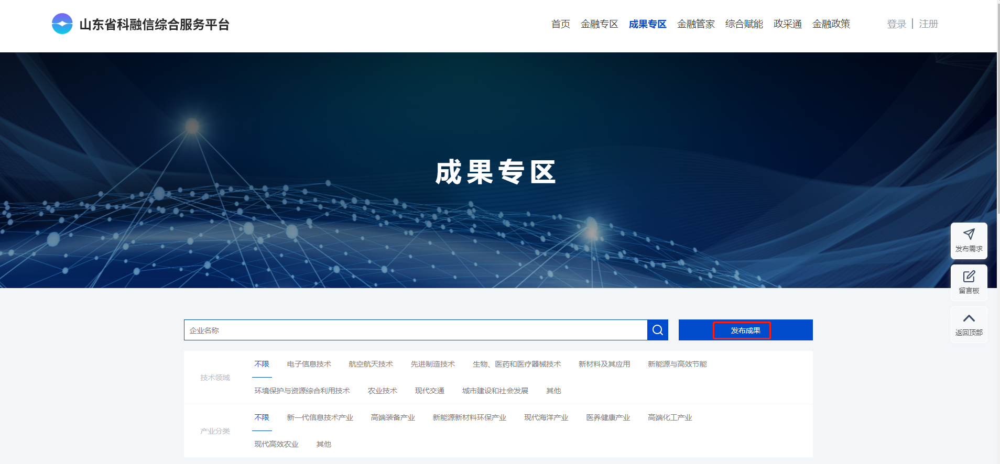 山东省科融信综合服务平台
首页 金融专区 成果专区 金融管家 综合赋能 政采通 金融政策 登录 注册
成果专区
发布需求
留言板
返回顶部
企业名称 发布成果
技术领域
不限 电子信息技术 航空航天技术 先进制造技术 生物、医药和医疗器械技术 新材料及其应用 新能源与高效节能
环境保护与资源综合利用技术 农业技术 现代交通 城市建设和社会发展 其他
产业分类
不限 新一代信息技术产业 高端装备产业 新能源新材料环保产业 现代海洋产业 医养健康产业 高端化工产业
现代高效农业 其他